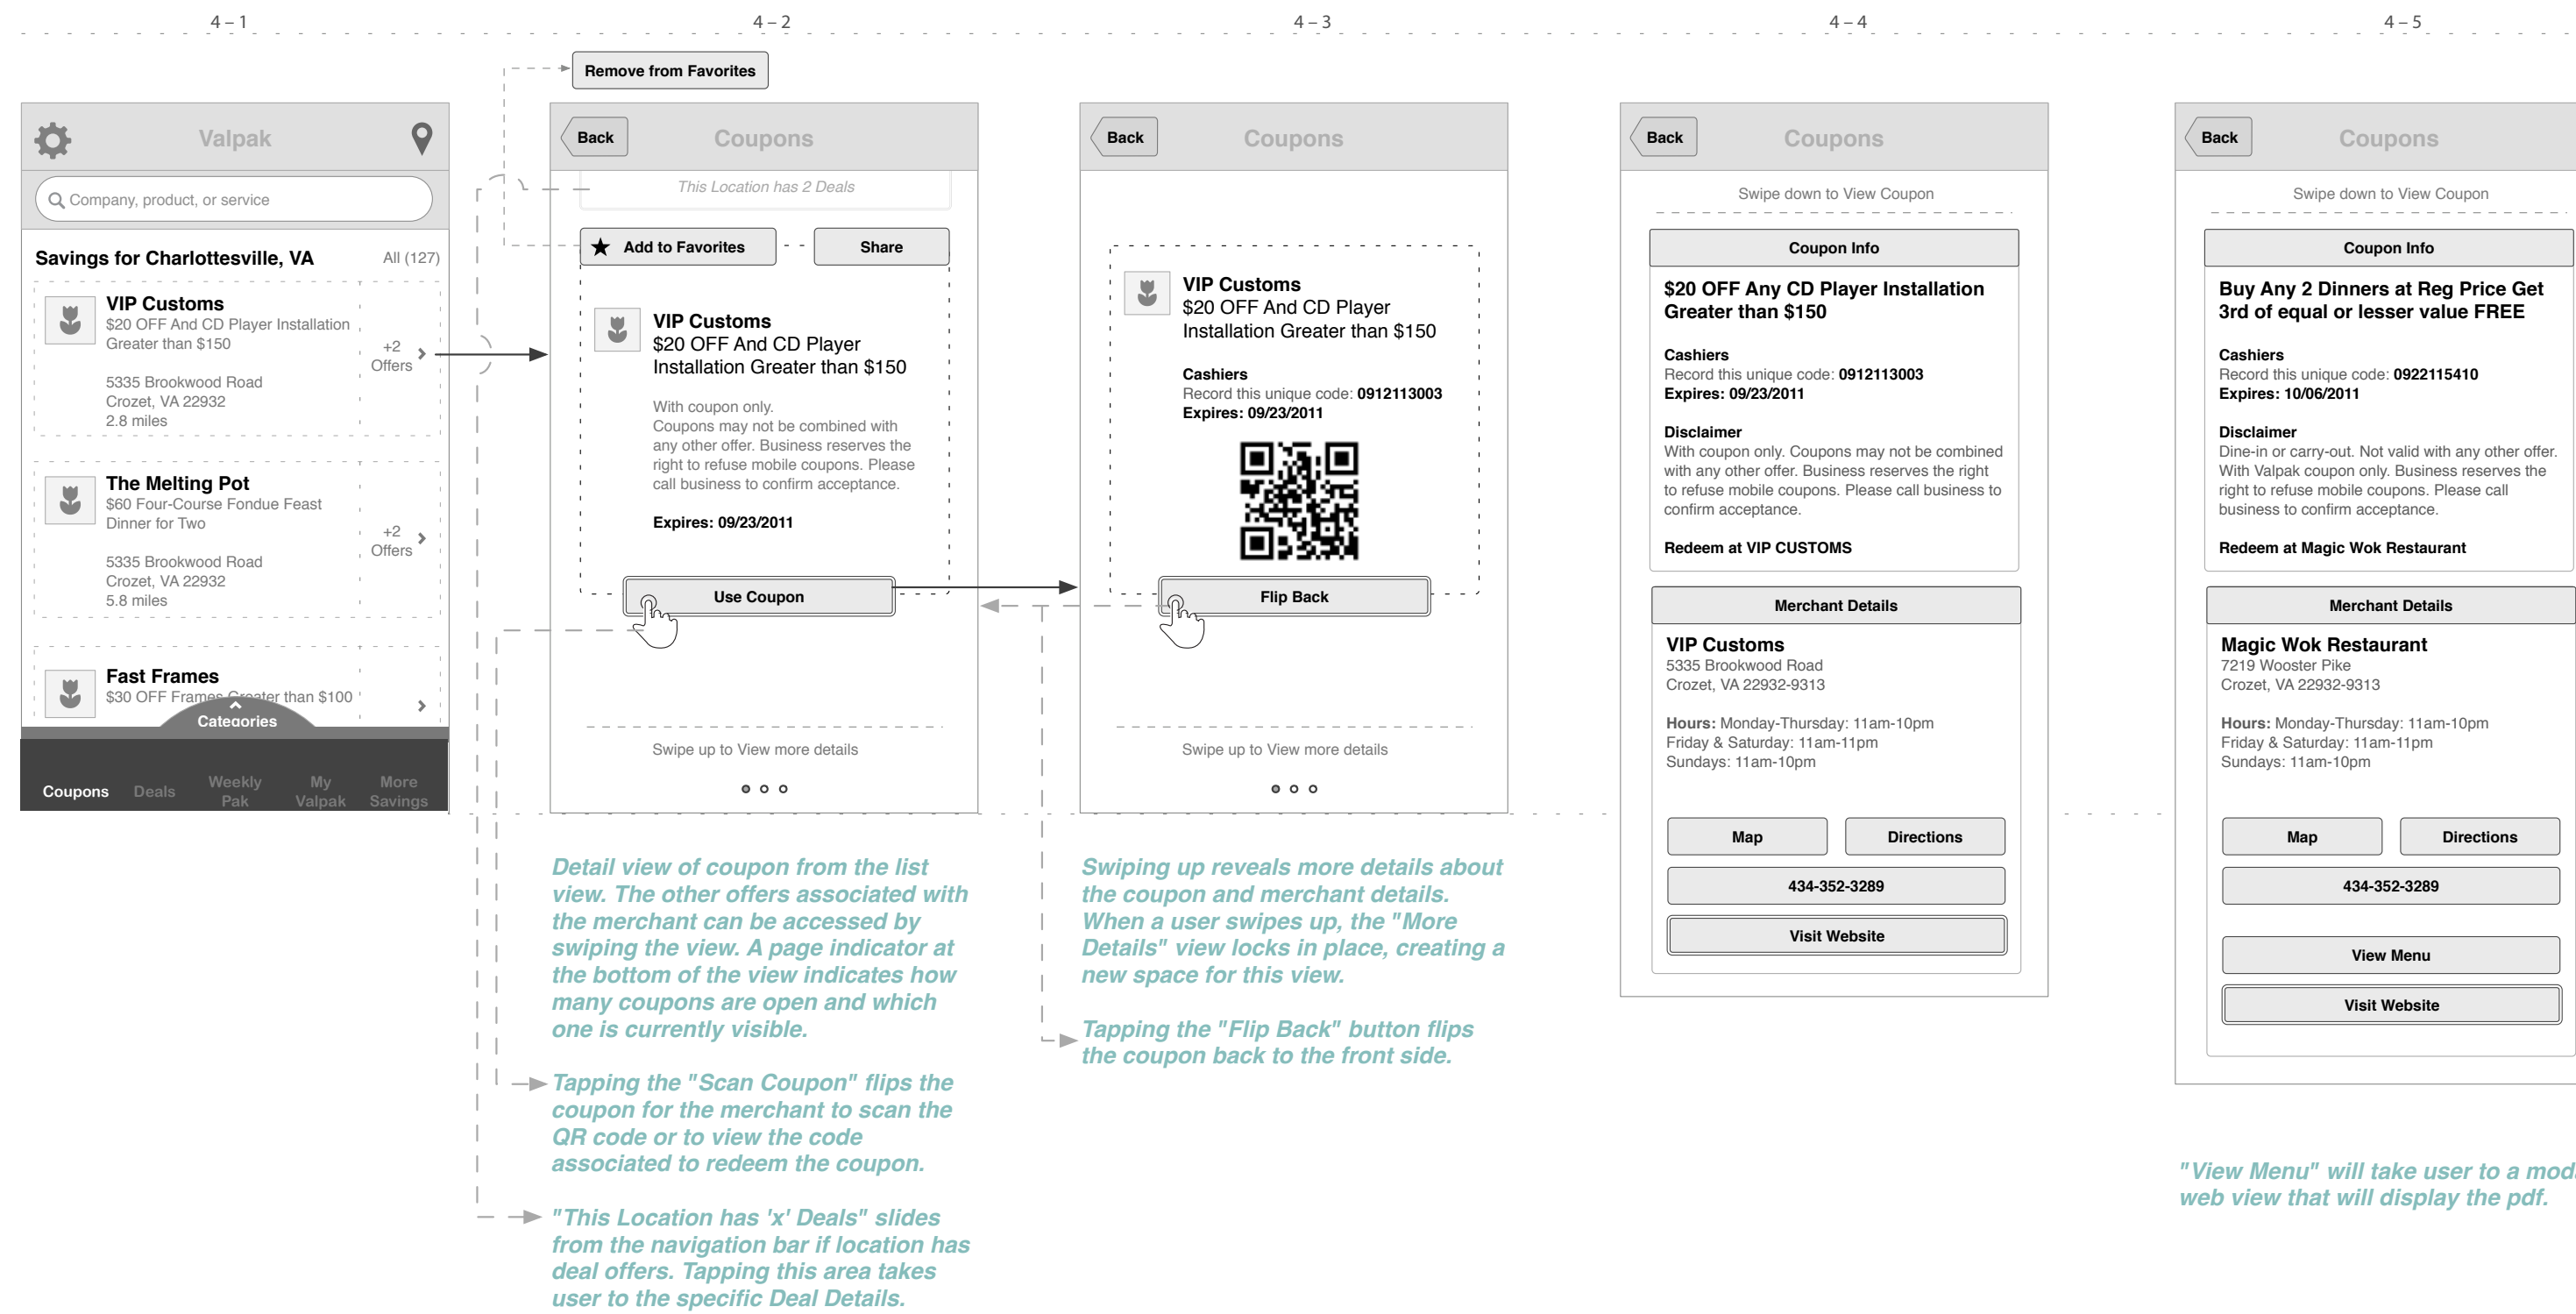 4 – 1
4 – 2
4 – 3
4 – 4
4 – 5
Remove from Favorites
Valpak
Company, product, or service
Savings for Charlottesville, VA
All (127)
VIP Customs
$20 OFF And CD Player Installation
Greater than $150
5335 Brookwood Road
Crozet, VA 22932
2.8 miles
+2
Offers
The Melting Pot
$60 Four-Course Fondue Feast
Dinner for Two
5335 Brookwood Road
Crozet, VA 22932
5.8 miles
+2
Offers
Fast Frames
$30 OFF Frames Greater than $100
Categories
Coupons
Deals
Weekly
Pak
My
Valpak
More
Savings
Back
Coupons
This Location has 2 Deals
Add to Favorites
Share
VIP Customs
$20 OFF And CD Player
Installation Greater than $150
With coupon only.
Coupons may not be combined with
any other offer. Business reserves the
right to refuse mobile coupons. Please
call business to confirm acceptance.
Expires: 09/23/2011
Use Coupon
Swipe up to View more details
Detail view of coupon from the list
view. The other offers associated with
the merchant can be accessed by
swiping the view. A page indicator at
the bottom of the view indicates how
many coupons are open and which
one is currently visible.
Tapping the "Scan Coupon" flips the
coupon for the merchant to scan the
QR code or to view the code
associated to redeem the coupon.
"This Location has 'x' Deals" slides
from the navigation bar if location has
deal offers. Tapping this area takes
user to the specific Deal Details.
Back
Coupons
VIP Customs
$20 OFF And CD Player
Installation Greater than $150
Cashiers
Record this unique code: 0912113003
Expires: 09/23/2011
Flip Back
Swipe up to View more details
Swiping up reveals more details about
the coupon and merchant details.
When a user swipes up, the "More
Details" view locks in place, creating a
new space for this view.
Tapping the "Flip Back" button flips
the coupon back to the front side.
Back
Coupons
Swipe down to View Coupon
Coupon Info
$20 OFF Any CD Player Installation
Greater than $150
Cashiers
Record this unique code: 0912113003
Expires: 09/23/2011
Disclaimer
With coupon only. Coupons may not be combined
with any other offer. Business reserves the right
to refuse mobile coupons. Please call business to
confirm acceptance.
Redeem at VIP CUSTOMS
Merchant Details
VIP Customs
5335 Brookwood Road
Crozet, VA 22932-9313
Hours: Monday-Thursday: 11am-10pm
Friday & Saturday: 11am-11pm
Sundays: 11am-10pm
Map
Directions
434-352-3289
Visit Website
Back
Coupons
Swipe down to View Coupon
Coupon Info
Buy Any 2 Dinners at Reg Price Get
3rd of equal or lesser value FREE
Cashiers
Record this unique code: 0922115410
Expires: 10/06/2011
Disclaimer
Dine-in or carry-out. Not valid with any other offer.
With Valpak coupon only. Business reserves the
right to refuse mobile coupons. Please call
business to confirm acceptance.
Redeem at Magic Wok Restaurant
Merchant Details
Magic Wok Restaurant
7219 Wooster Pike
Crozet, VA 22932-9313
Hours: Monday-Thursday: 11am-10pm
Friday & Saturday: 11am-11pm
Sundays: 11am-10pm
Map
Directions
434-352-3289
View Menu
Visit Website
"View Menu" will take user to a
web view that will display the pdf.